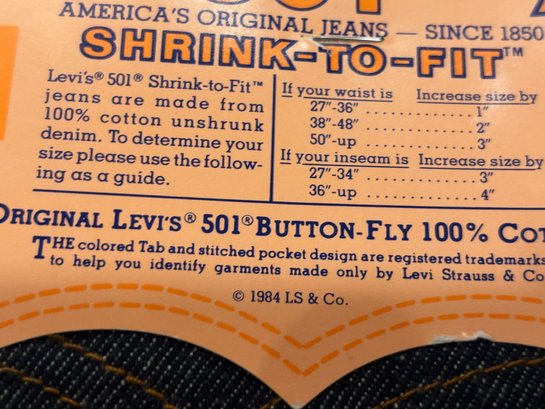 AMERICA'S ORIGINAL JEANS — SINCE 1850
SHRINK-TO-FIT™
Levi's® 501® Shrink-to-Fit™
jeans are made from
100% cotton unshrunk
denim. To determine your
size please use the follow-
ing as a guide.
If your waist is Increase size by
27"-36" .................. 1"
38"-48" .................. 2"
50"-up .................. 3"
If your inseam is Increase size by
27"-34" .................. 3"
36"-up .................. 4"
ORIGINAL LEVI'S® 501® BUTTON-FLY 100% COT
THE colored Tab and stitched pocket design are registered trademarks
to help you identify garments made only by Levi Strauss & Co.
© 1984 LS & Co.